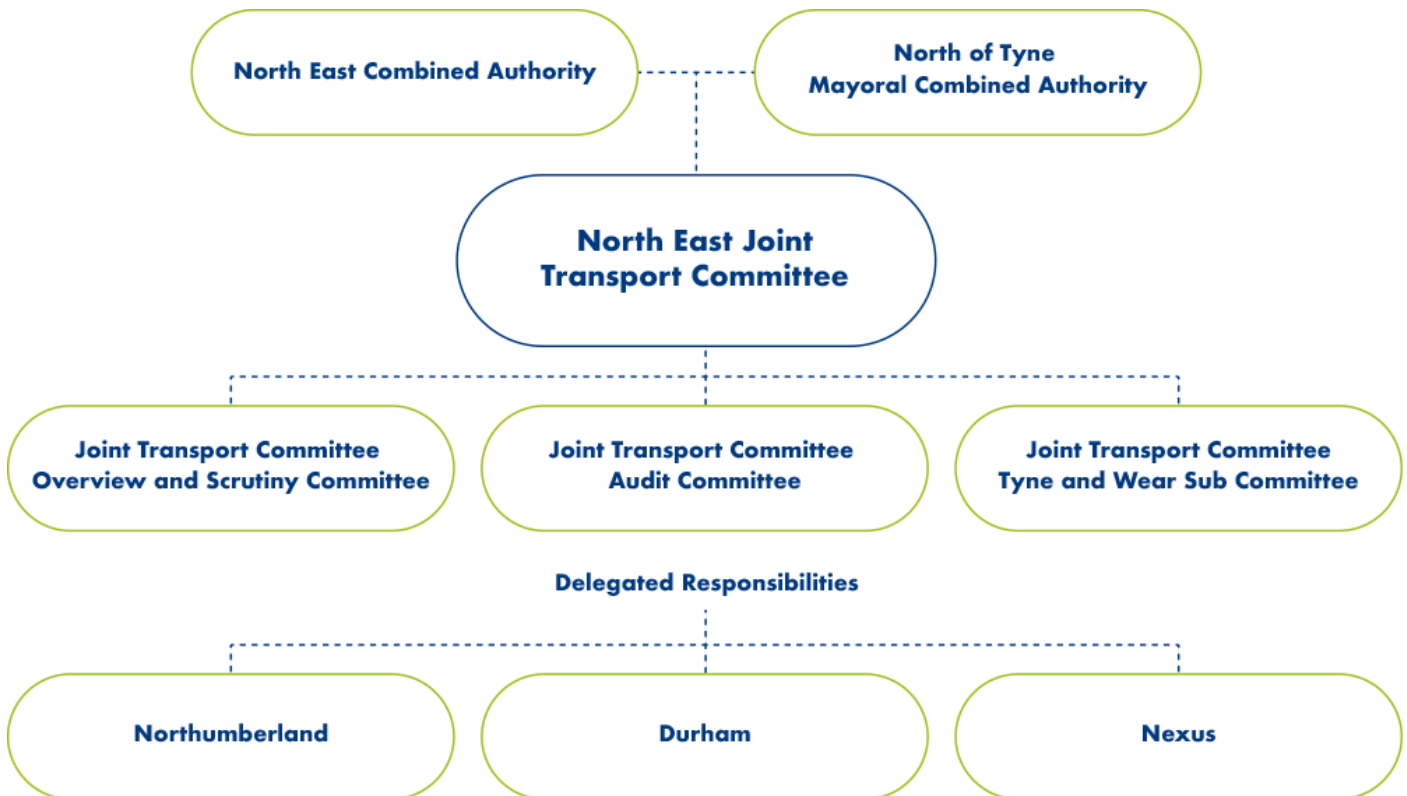 North East Combined Authority
North of Tyne
Mayoral Combined Authority
North East Joint
Transport Committee
Joint Transport Committee
Overview and Scrutiny Committee
Joint Transport Committee
Audit Committee
Joint Transport Committee
Tyne and Wear Sub Committee
Delegated Responsibilities
Northumberland
Durham
Nexus